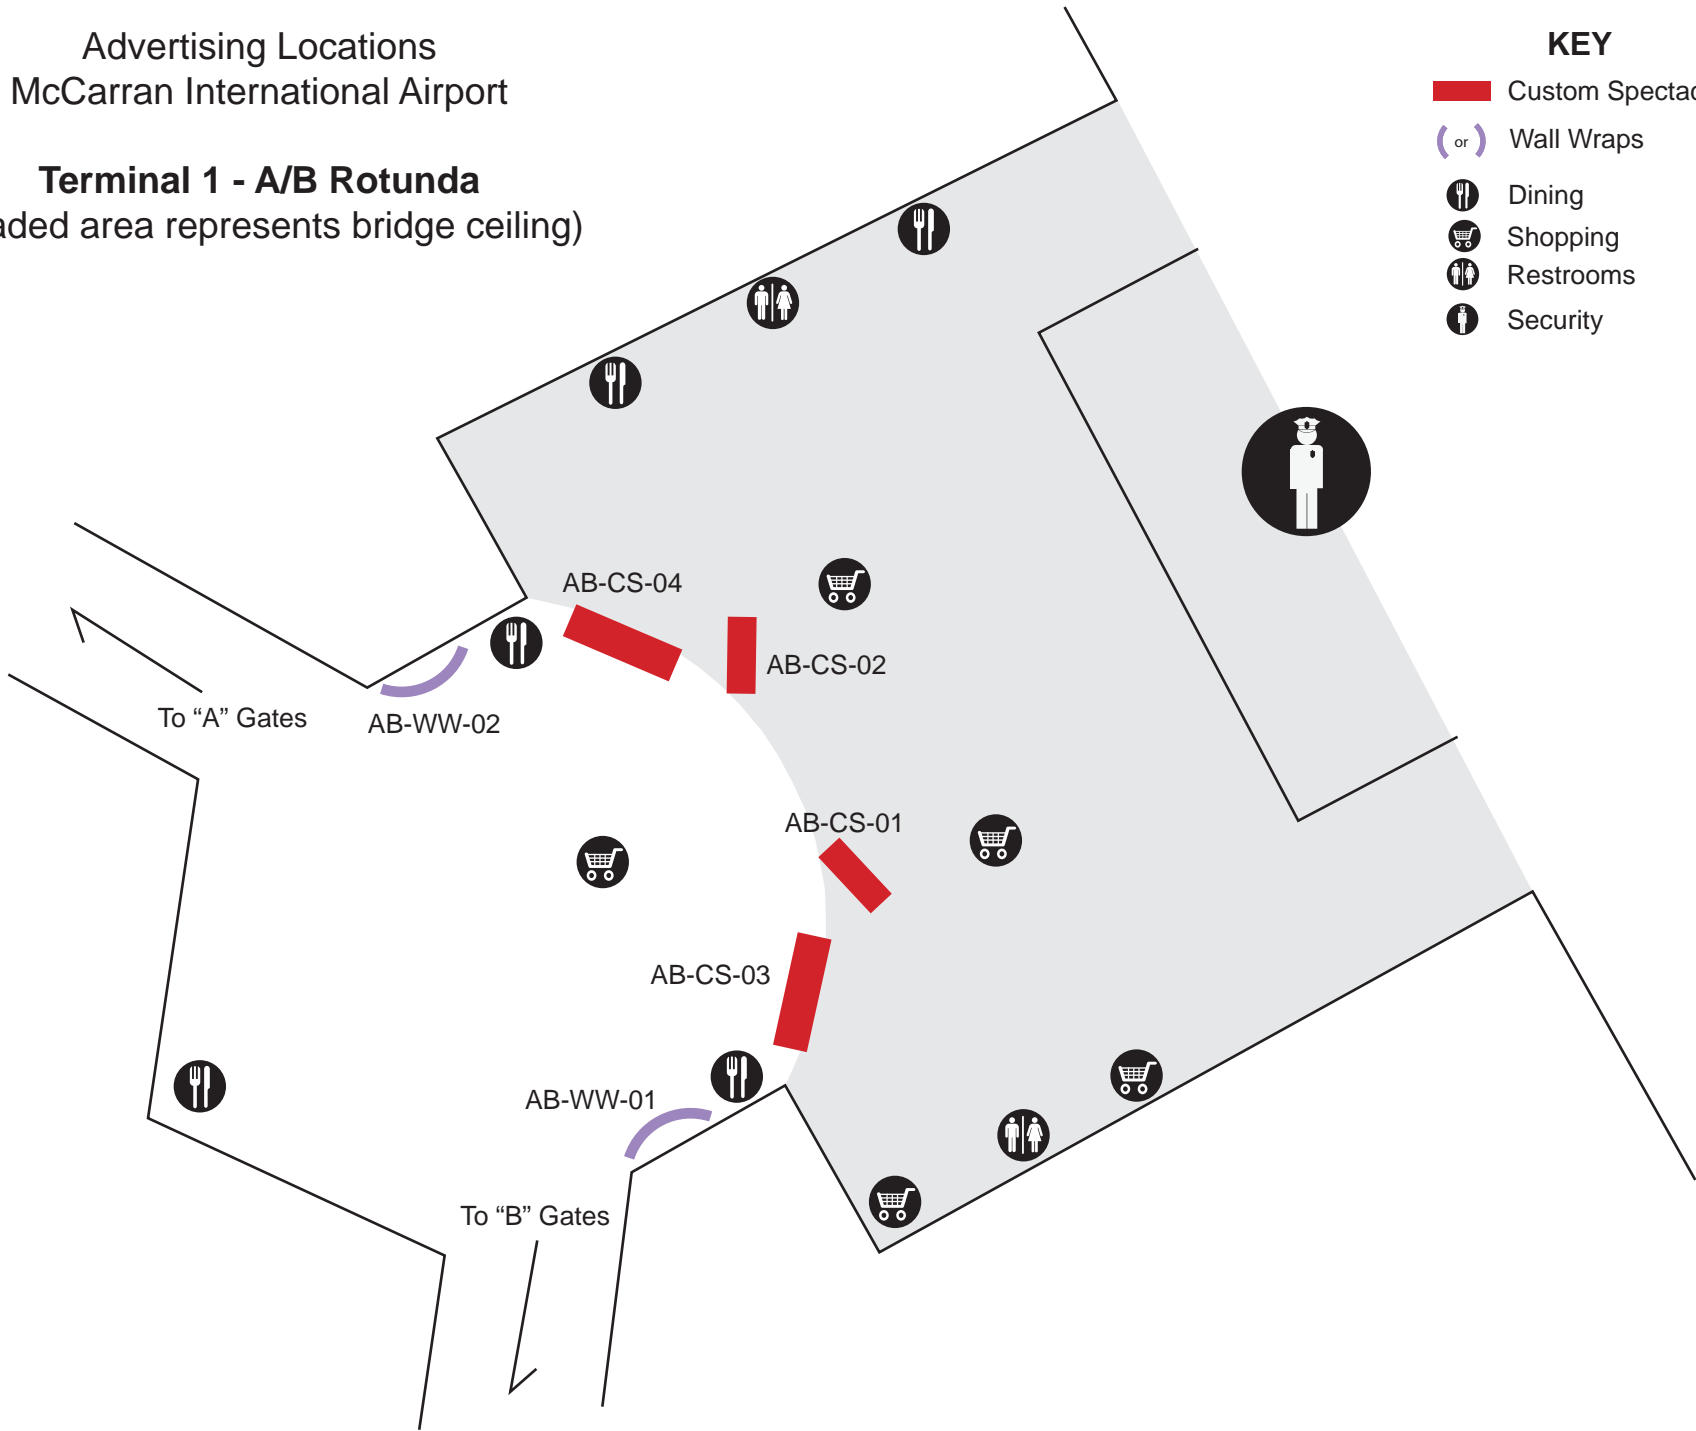 Advertising Locations
McCarran International Airport
Terminal 1 - A/B Rotunda
area represents bridge ceiling)
KEY
Custom
or
Wall Wraps
Dining
Shopping
Restrooms
Security
AB-CS-04
AB-CS-02
To “A” Gates
AB-WW-02
AB-CS-01
AB-CS-03
AB-WW-01
To “B” Gates